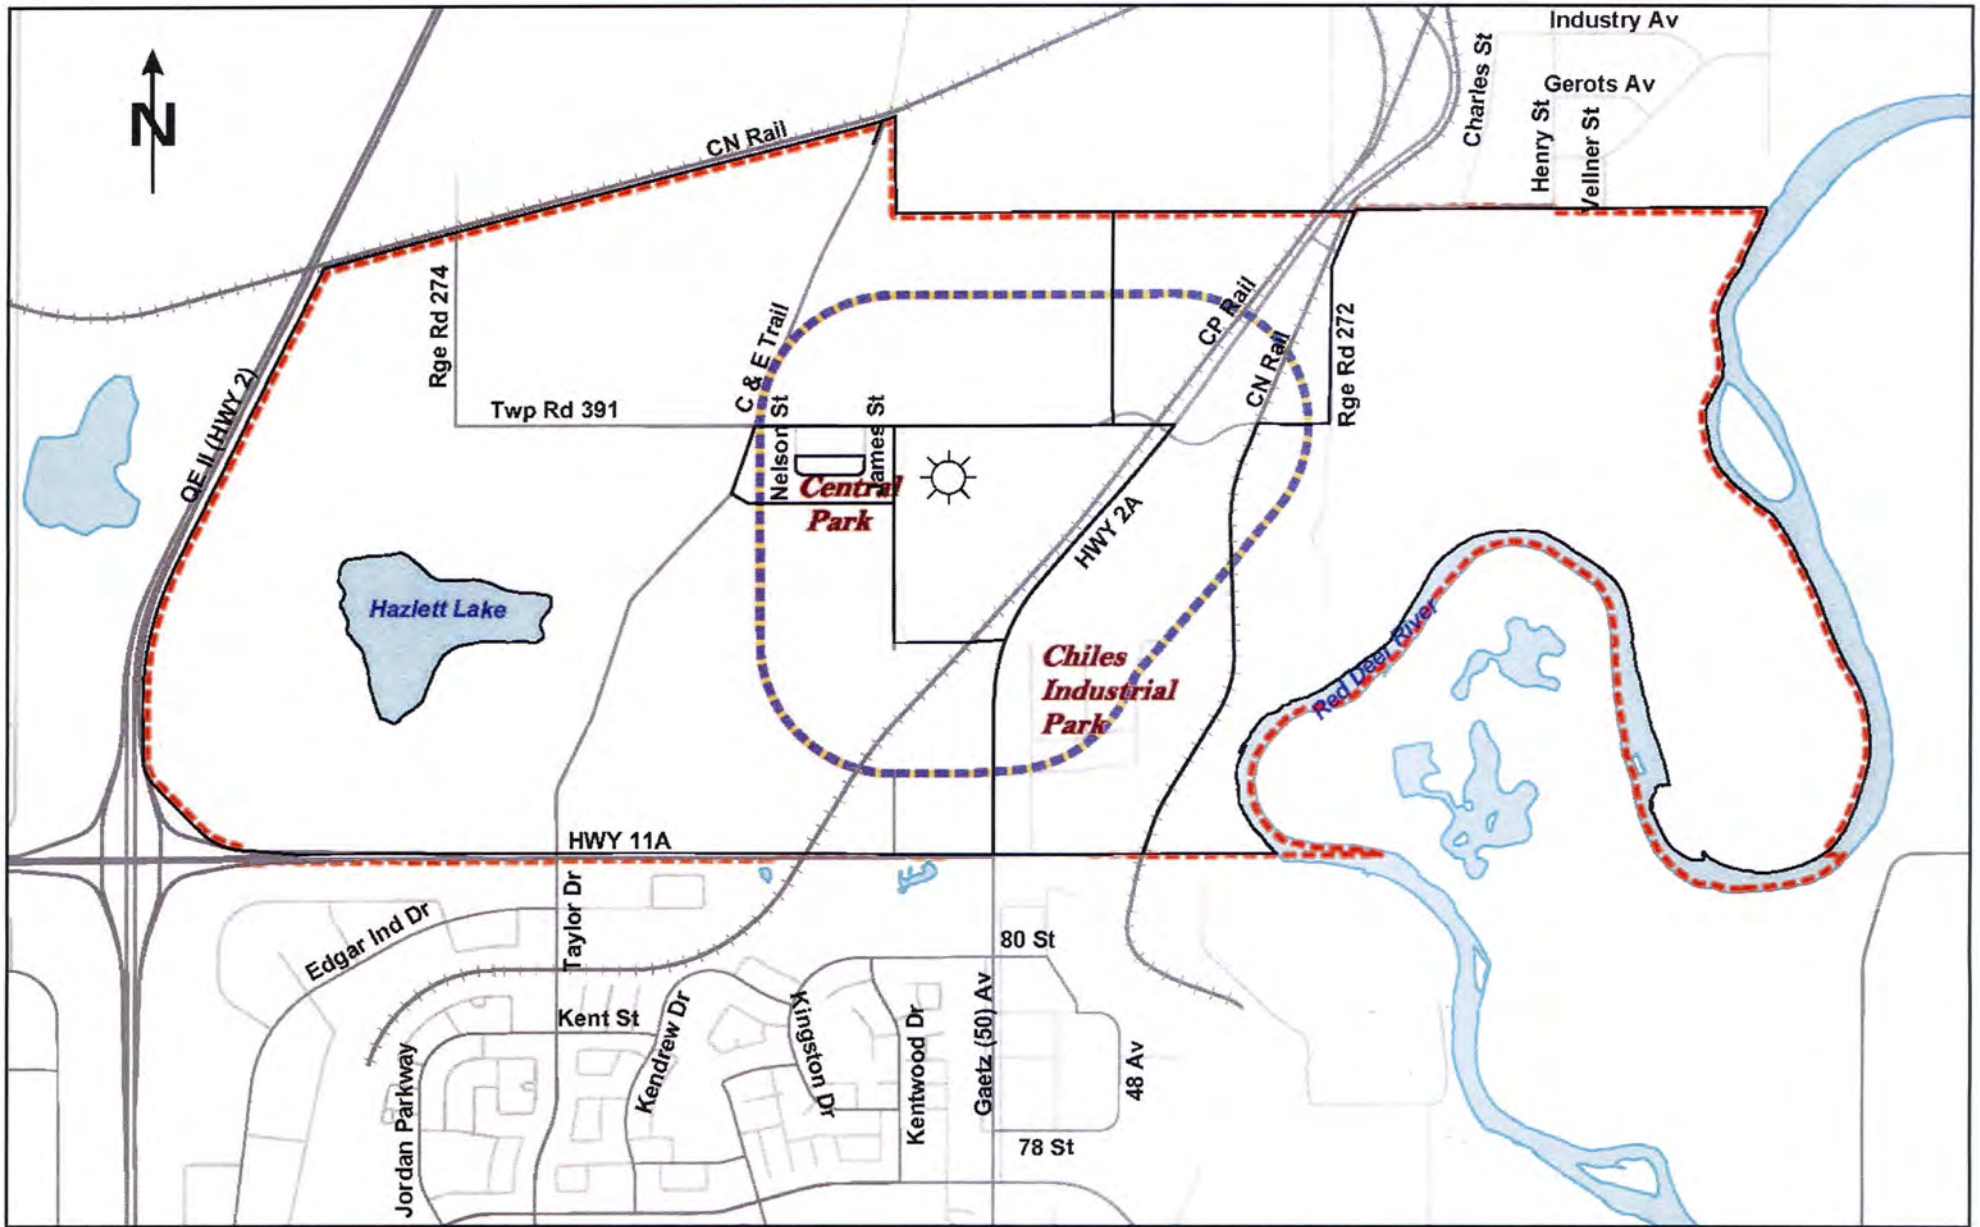 Industry Av
Charles St
Gerots Av
Henry St
Vellner St
N
CN Rail
Rge Rd 274
C & E Trail
CP Rail
CN Rail
Rge Rd 272
QE II (HWY 2)
Twp Rd 391
Nelson St
James St
Central
Park
HWY 2A
Hazlett Lake
Red Deer River
Chiles
Industrial
Park
HWY 11A
Taylor Dr
Edgar Ind Dr
80 St
Kent St
Kendrew Dr
Kingston Dr
Kentwood Dr
Gaetz (50) Av
48 Av
Jordan Parkway
78 St